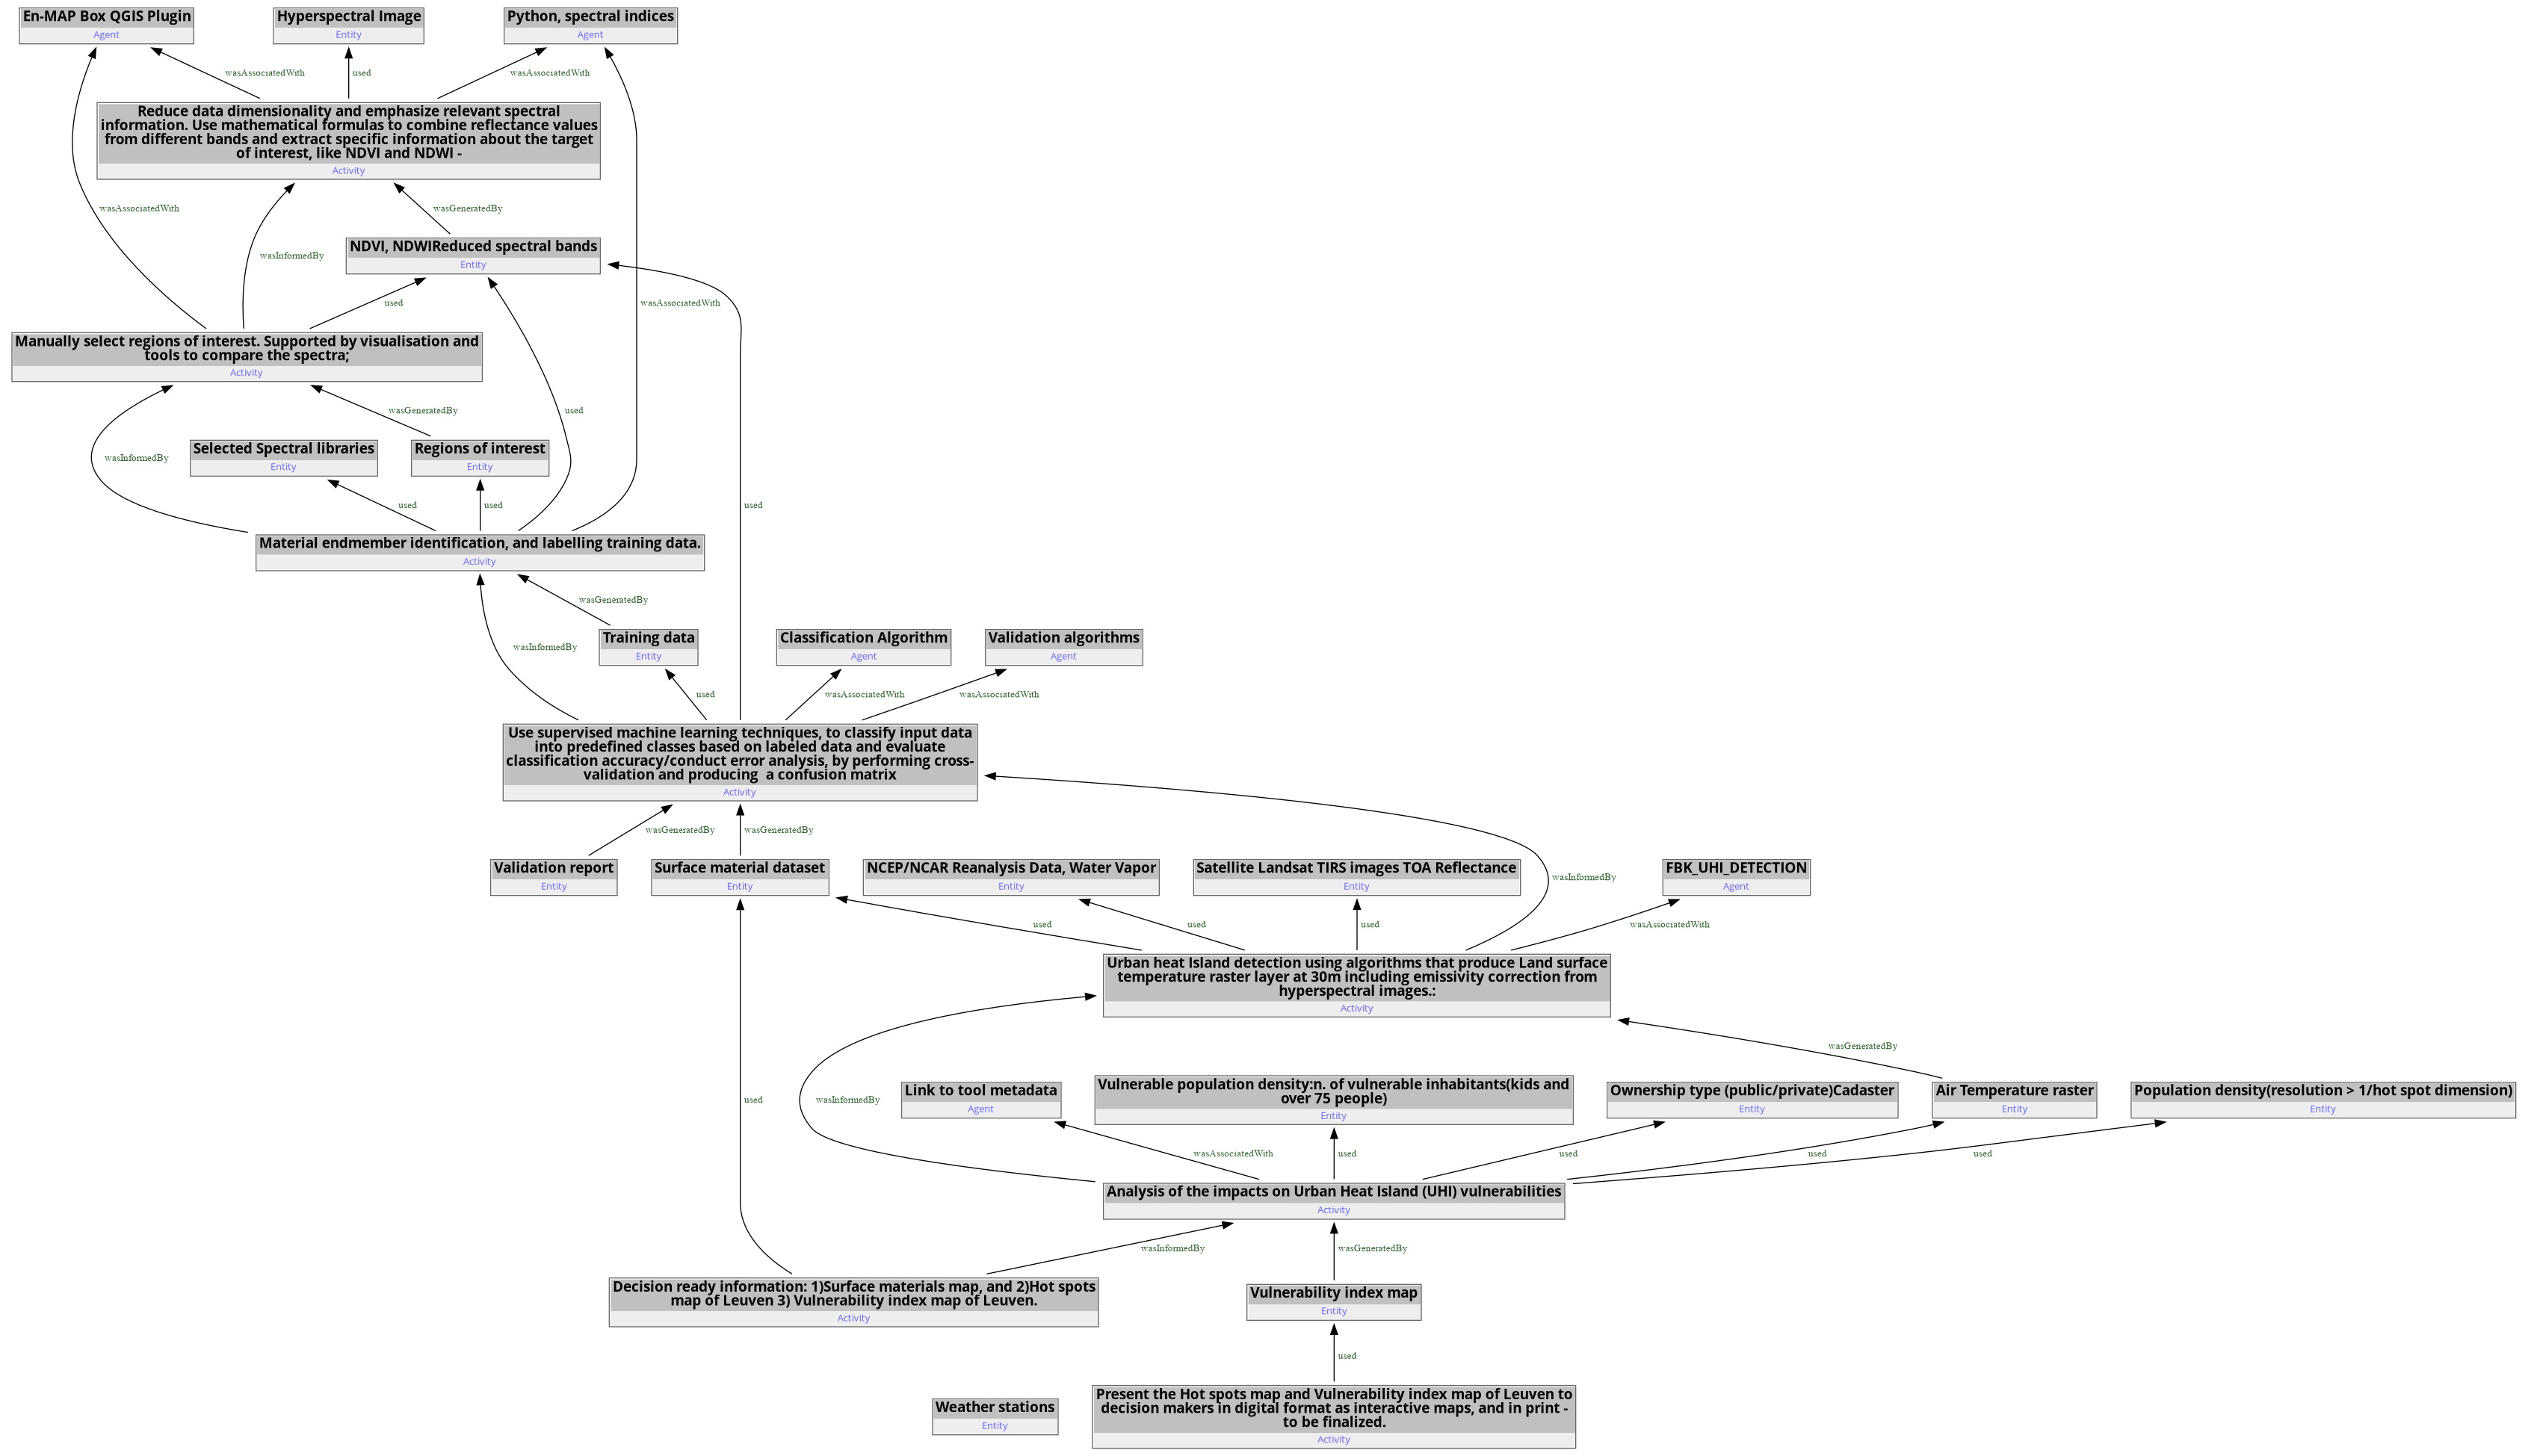 En-MAP Box QGIS Plugin
Agent
Hyperspectral Image
Entity
Python, spectral indices
Agent
wasAssociatedWith
used
wasAssociatedWith
Reduce data dimensionality and emphasize relevant spectral
information. Use mathematical formulas to combine reflectance values
from different bands and extract specific information about the target
of interest, like NDVI and NDWI -
Activity
wasAssociatedWith
wasGeneratedBy
wasInformedBy
NDVI, NDWIReduced spectral bands
Entity
used
wasAssociatedWith
Manually select regions of interest. Supported by visualisation and
tools to compare the spectra;
Activity
wasGeneratedBy
used
wasInformedBy
Selected Spectral libraries
Entity
Regions of interest
Entity
used
used
used
Material endmember identification, and labelling training data.
Activity
wasGeneratedBy
wasInformedBy
Training data
Entity
Classification Algorithm
Agent
Validation algorithms
Agent
used
wasAssociatedWith
wasAssociatedWith
Use supervised machine learning techniques, to classify input data
into predefined classes based on labeled data and evaluate
classification accuracy/conduct error analysis, by performing cross-
validation and producing  a confusion matrix
Activity
wasGeneratedBy
wasGeneratedBy
wasInformedBy
Validation report
Entity
Surface material dataset
Entity
NCEP/NCAR Reanalysis Data, Water Vapor
Entity
Satellite Landsat TIRS images TOA Reflectance
Entity
FBK_UHI_DETECTION
Agent
used
used
used
wasAssociatedWith
Urban heat Island detection using algorithms that produce Land surface
temperature raster layer at 30m including emissivity correction from
hyperspectral images.:
Activity
wasGeneratedBy
used
wasInformedBy
Link to tool metadata
Agent
Vulnerable population density:n. of vulnerable inhabitants(kids and
over 75 people)
Entity
Ownership type (public/private)Cadaster
Entity
Air Temperature raster
Entity
Population density(resolution > 1/hot spot dimension)
Entity
wasAssociatedWith
used
used
used
used
Analysis of the impacts on Urban Heat Island (UHI) vulnerabilities
Activity
wasInformedBy
wasGeneratedBy
Decision ready information: 1)Surface materials map, and 2)Hot spots
map of Leuven 3) Vulnerability index map of Leuven.
Activity
Vulnerability index map
Entity
used
Weather stations
Entity
Present the Hot spots map and Vulnerability index map of Leuven to
decision makers in digital format as interactive maps, and in print -
to be finalized.
Activity